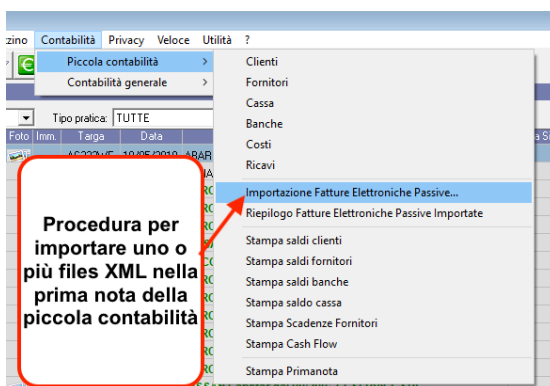 Contabilità Privacy Veloce Utilità ?
Piccola contabilità >
Contabilità generale >
Clienti
Fornitori
Cassa
Banche
Costi
Ricavi
Importazione Fatture Elettroniche Passive...
Riepilogo Fatture Elettroniche Passive Importate
Stampa saldi clienti
Stampa saldi fornitori
Stampa saldi banche
Stampa saldo cassa
Stampa Scadenze Fornitori
Stampa Cash Flow
Stampa Primanota
Tipo pratica: TUTTE
Foto Imm. Targa Data
Procedura per
importare uno o
più files XML nella
prima nota della
piccola contabilità